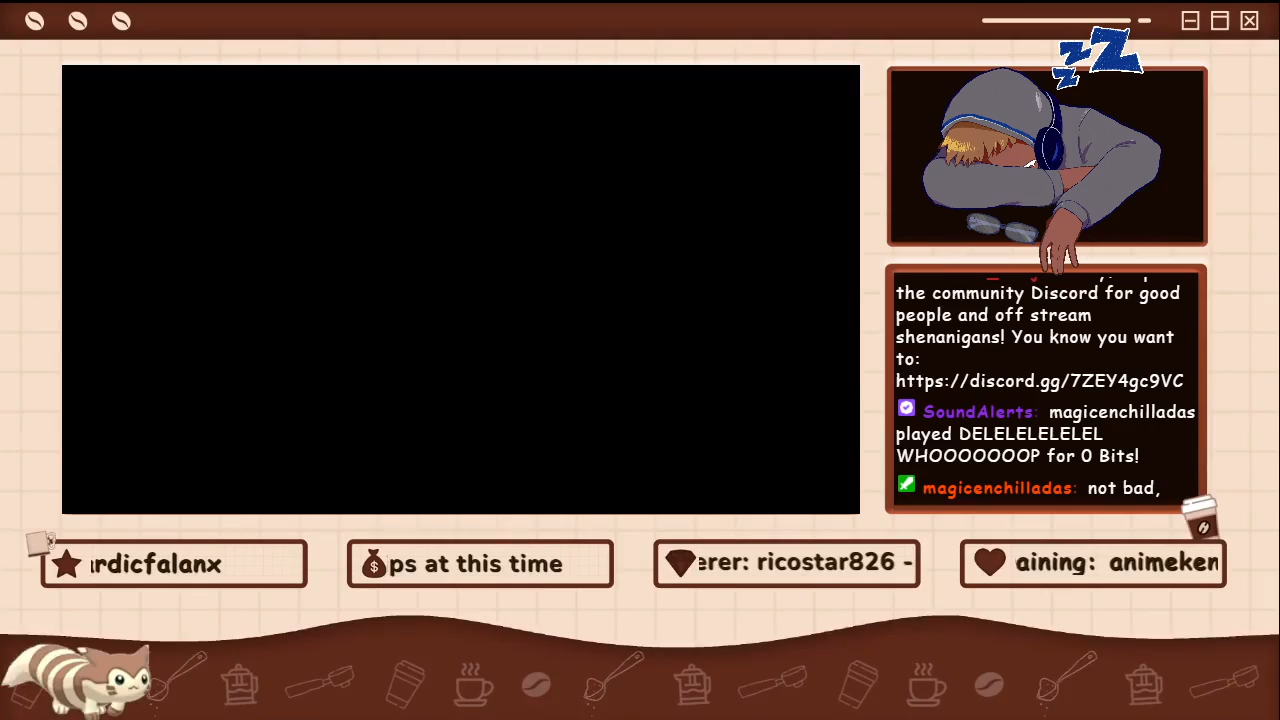 zzZ
the community Discord for good
people and off stream
shenanigans! You know you want
to:
https://discord.gg/7ZEY4gc9VC
SoundAlerts: magicenchilladas
played DELELELELELEL
WHOOOOOOOP for 0 Bits!
magicenchilladas: not bad,
ardicfalanx
ps at this time
erer: ricostar826 -
aining: animeken